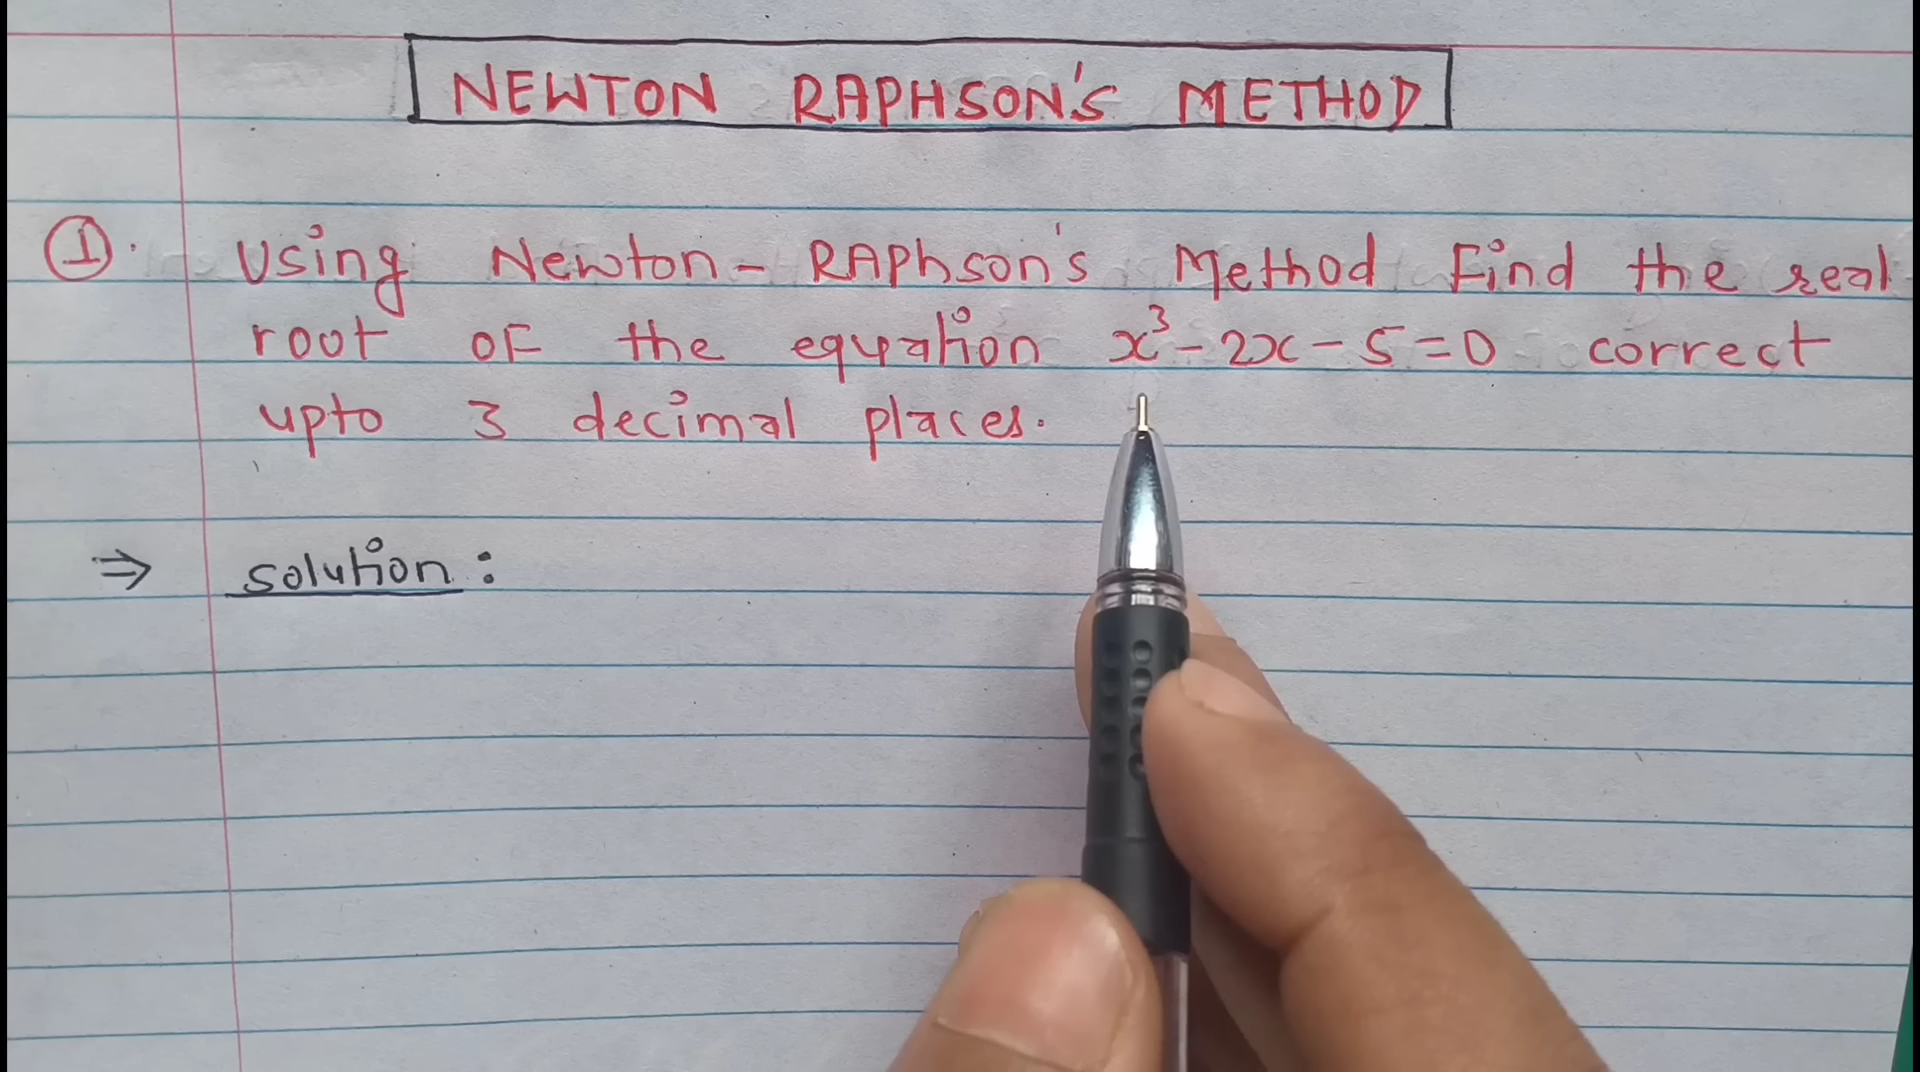 NEWTON RAPHSON'S METHOD
①. Using Newton-RAphson's Method Find the real
root OF the equation x³-2x-5=0 correct
upto 3 decimal places.
⇒ solution: